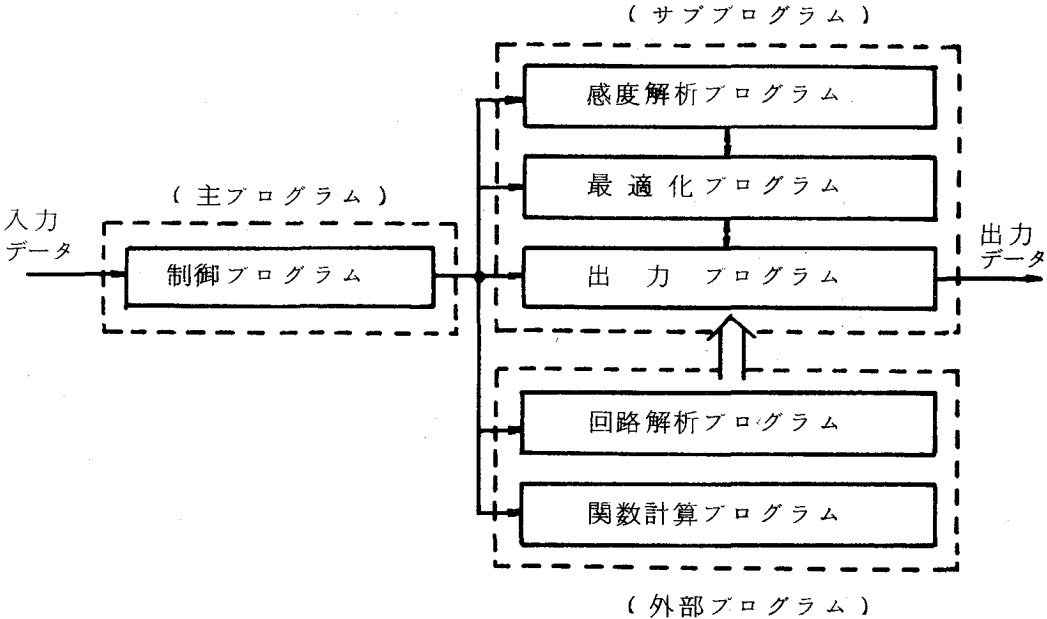 (サブプログラム)
感度解析プログラム
最適化プログラム
(主プログラム)
入力
データ
制御プログラム
出力プログラム
出力
データ
回路解析プログラム
関数計算プログラム
(外部プログラム)